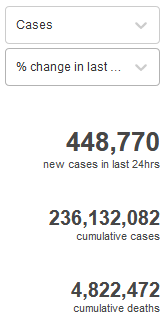 Cases
% change in last ...
448,770
new cases in last 24hrs
236,132,082
cumulative cases
4,822,472
cumulative deaths